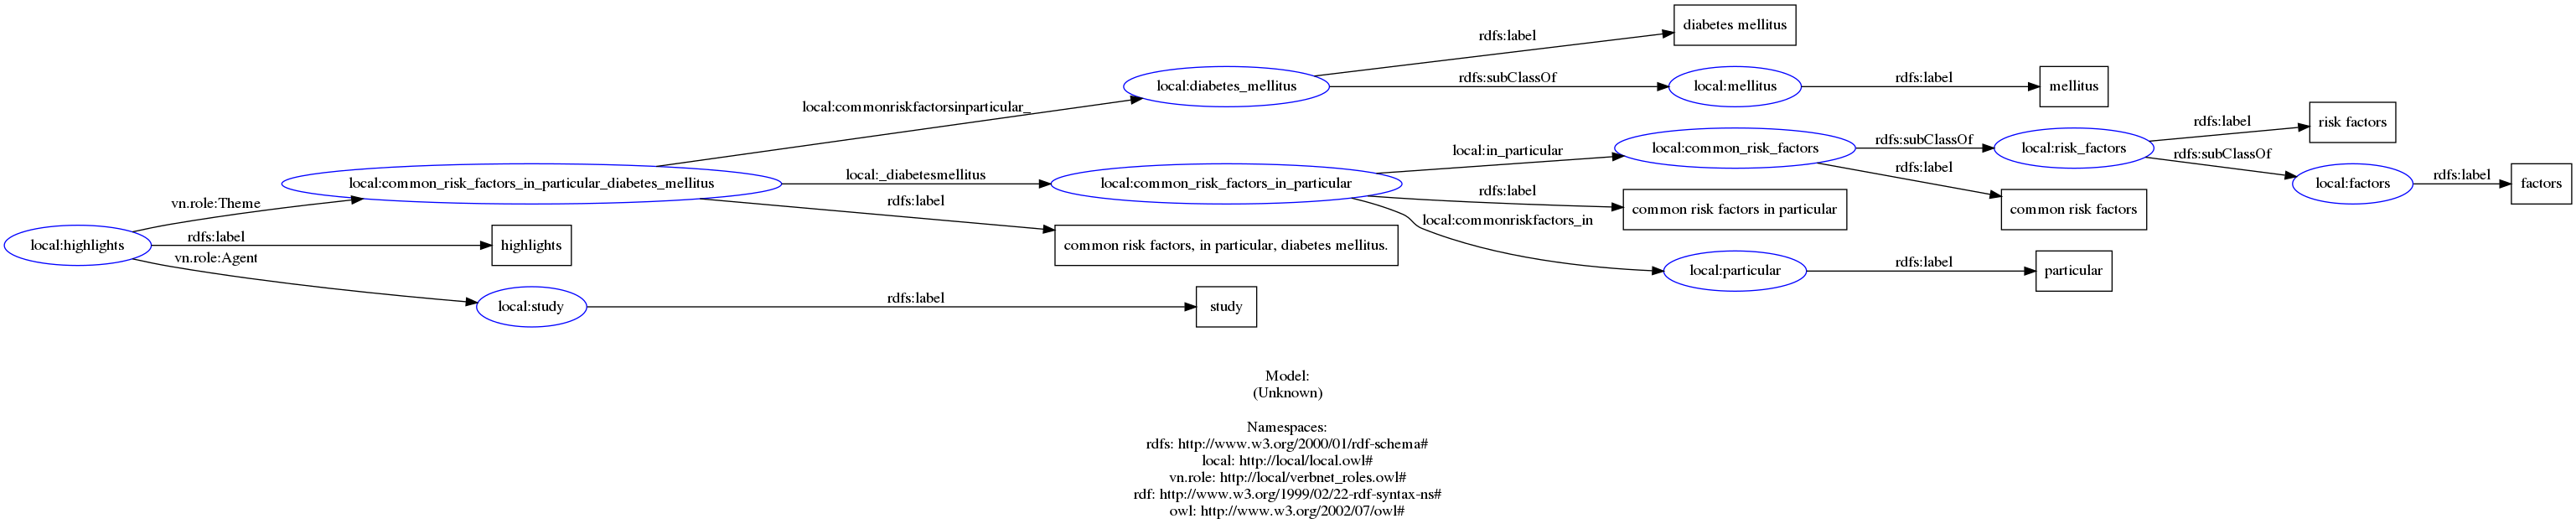 diabetes mellitus
rdfs:label
local:diabetes_mellitus
rdfs:subClassOf
local:mellitus
rdfs:label
mellitus
local:commonriskfactorsinparticular_
risk factors
rdfs:label
local:common_risk_factors
rdfs:subClassOf
local:risk_factors
local:in_particular
rdfs:subClassOf
rdfs:label
local:common_risk_factors_in_particular_diabetes_mellitus
local:_diabetesmellitus
local:common_risk_factors_in_particular
local:factors
rdfs:label
factors
rdfs:label
common risk factors in particular
common risk factors
vn.role:Theme
rdfs:label
local:commonriskfactors_in
local:highlights
rdfs:label
highlights
common risk factors, in particular, diabetes mellitus.
vn.role:Agent
local:particular
rdfs:label
particular
local:study
rdfs:label
study
Model:
(Unknown)
Namespaces:
rdfs: http://www.w3.org/2000/01/rdf-schema#
local: http://local/local.owl#
vn.role: http://local/verbnet_roles.owl#
rdf: http://www.w3.org/1999/02/22-rdf-syntax-ns#
owl: http://www.w3.org/2002/07/owl#